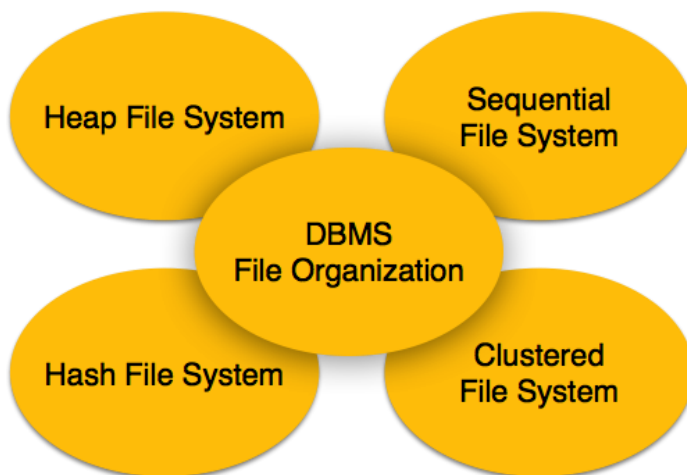 Heap File System
Sequential
File System
DBMS
File Organization
Hash File System
Clustered
File System